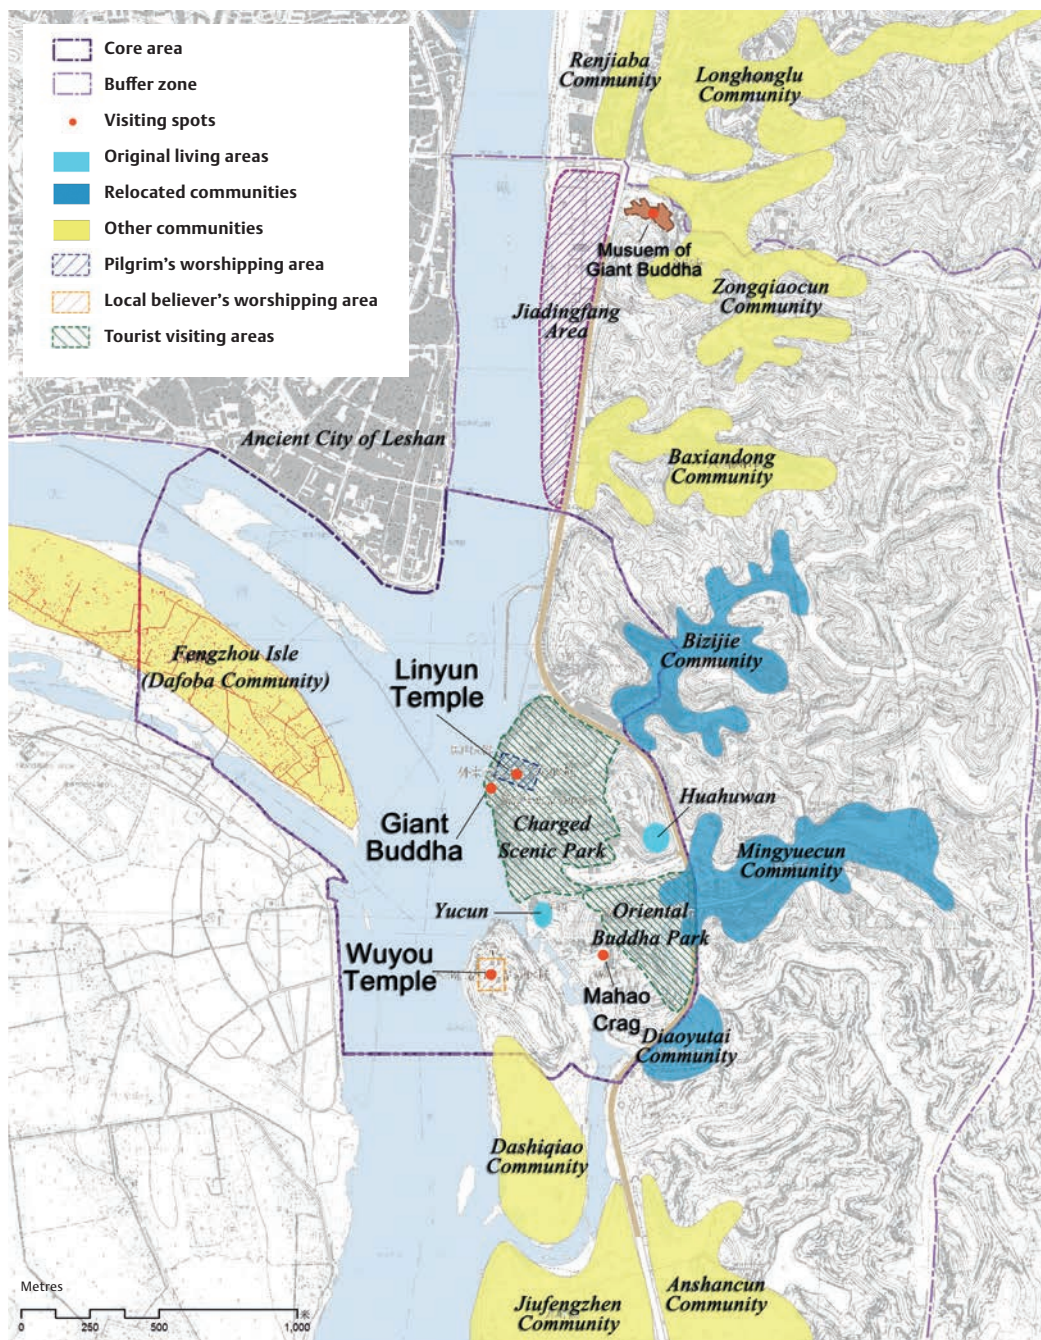 Core area
Buffer zone
Visiting spots
Original living areas
Relocated communities
Other communities
Pilgrim's worshipping area
Local believer's worshipping area
Tourist visiting areas
Renjiaba
Community
Longhonglu
Community
Musuem of
Giant Buddha
Zongqiaocun
Community
Jiadingfang
Area
Ancient City of Leshan
Baxiandong
Community
Bizijie
Community
Fengzhou Isle
(Dafoba Community)
Linyun
Temple
Huahuwan
Giant
Buddha
Charged
Scenic Park
Mingyuecun
Community
Yucun
Oriental
Buddha Park
Wuyou
Temple
Mahao
Crag
Diaoyutai
Community
Dashiqiao
Community
Anshancun
Community
Jiufengzhen
Community
Metres
0 250 500 1,000